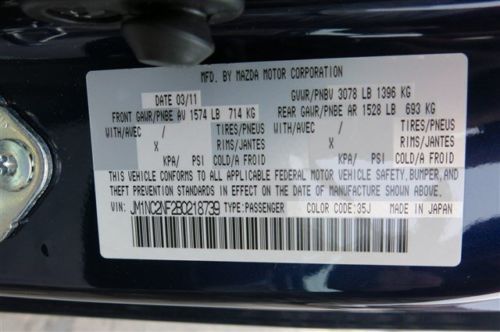 MFG. BY MAZDA MOTOR CORPORATION
DATE 03/11 GVWR/PNBV 3078 LB 1396 KG
FRONT GAWR/PNBE AV 1574 LB 714 KG REAR GAWR/PNBE AR 1528 LB 693 KG
WITH/AVEC / TIRES/PNEUS WITH/AVEC / TIRES/PNEUS
X / RIMS/ X / RIMS/
KPA/ PSI COLD/A FROID KPA/ PSI COLD/A FROID
THIS VEHICLE CONFORMS TO ALL APPLICABLE FEDERAL MOTOR VEHICLE SAFETY, BUMPER, AND
THEFT PREVENTION STANDARDS IN EFFECT ON THE DATE OF MANUFACTURE SHOWN ABOVE.
JM1NC2NF2B0218739 TYPE:PASSENGER COLOR CODE:35J MADE IN JAPAN